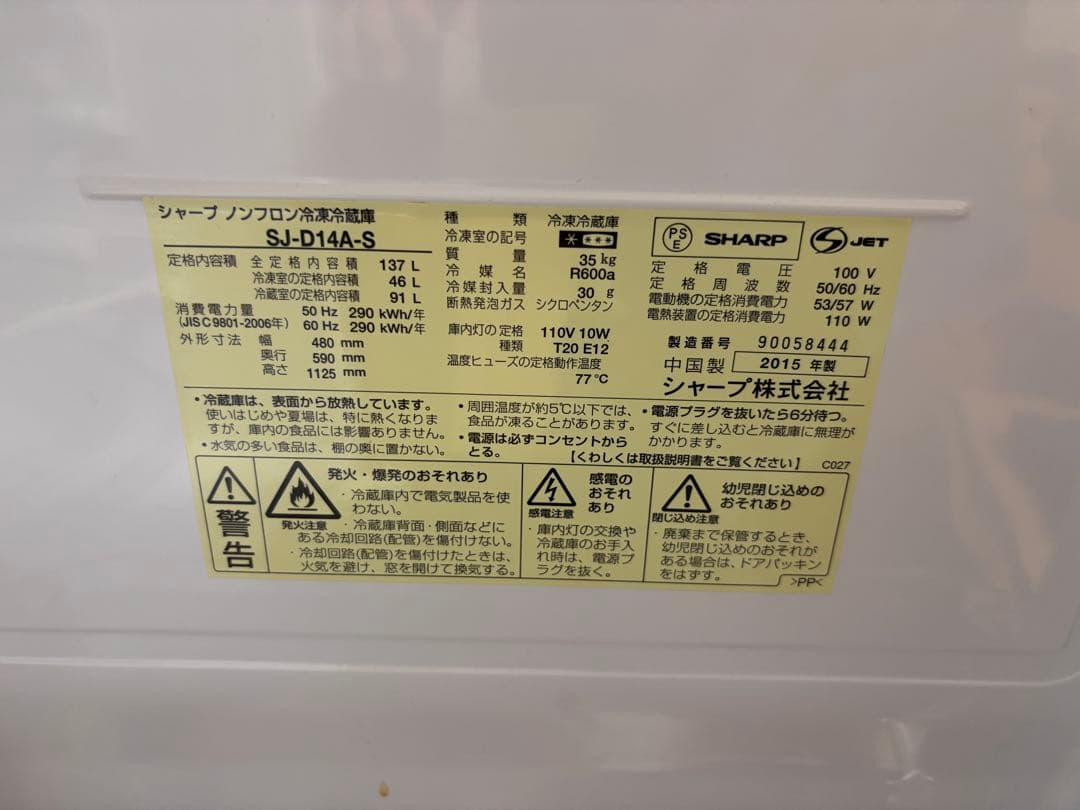 シャープ ノンフロン冷凍冷蔵庫
SJ-D14A-S
定格内容積 全定格内容積 137 L
冷凍室の定格内容積 46 L
冷蔵室の定格内容積 91 L
消費電力量 50 Hz 290 kWh/年
(JIS C 9801-2006年) 60 Hz 290 kWh/年
外形寸法 幅 480 mm
奥行 590 mm
高さ 1125 mm
種類 冷凍冷蔵庫
冷凍室の記号
質量 35 kg
冷媒名 R600a
冷媒封入量 30 g
断熱発泡ガス シクロペンタン
庫内灯の定格 110V 10W
種類 T20 E12
温度ヒューズの定格動作温度
77℃
PS E SHARP JET
定格電圧 100 V
定格周波数 50/60 Hz
電動機の定格消費電力 53/57 W
電熱装置の定格消費電力 110 W
製造番号 90058444
中国製 2015 年製
シャープ株式会社
・冷蔵庫は、表面から放熱しています。
使いはじめや夏場は、特に熱くなりま
すが、庫内の食品には影響ありません。
・水気の多い食品は、棚の奥に置かない。
・周囲温度が約5℃以下では、
食品が凍ることがあります。
・電源は必ずコンセントから
とる。
・電源プラグを抜いたら6分待つ。
すぐに差し込むと冷蔵庫に無理が
かかります。
【くわしくは取扱説明書をご覧ください】 C027
警告
発火・爆発のおそれあり
発火注意
・冷蔵庫内で電気製品を使
わない。
・冷蔵庫背面・側面などに
ある冷却回路(配管)を傷付けない。
・冷却回路(配管)を傷付けたときは、
火気を避け、窓を開けて換気する。
感電の
おそれ
あり
感電注意
・庫内灯の交換や
冷蔵庫のお手入
れ時は、電源プ
ラグを抜く。
幼児閉じ込めの
おそれあり
閉じ込め注意
・廃棄まで保管するとき、
幼児閉じ込めのおそれが
ある場合は、ドアパッキン
をはずす。
>PP<